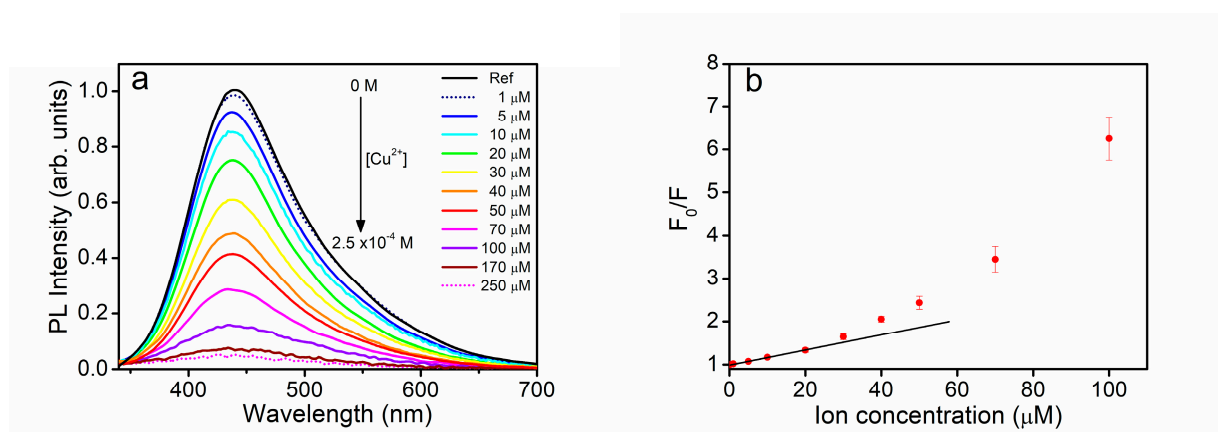 a
Ref
1 μM
5 μM
10 μM
20 μM
30 μM
40 μM
50 μM
70 μM
100 μM
170 μM
250 μM
0 M
[Cu²⁺]
2.5 x10⁻⁴ M
PL Intensity (arb. units)
1.0
0.8
0.6
0.4
0.2
0.0
400
500
600
700
Wavelength (nm)
b
F₀/F
8
7
6
5
4
3
2
1
0
20
40
60
80
100
Ion concentration (μM)